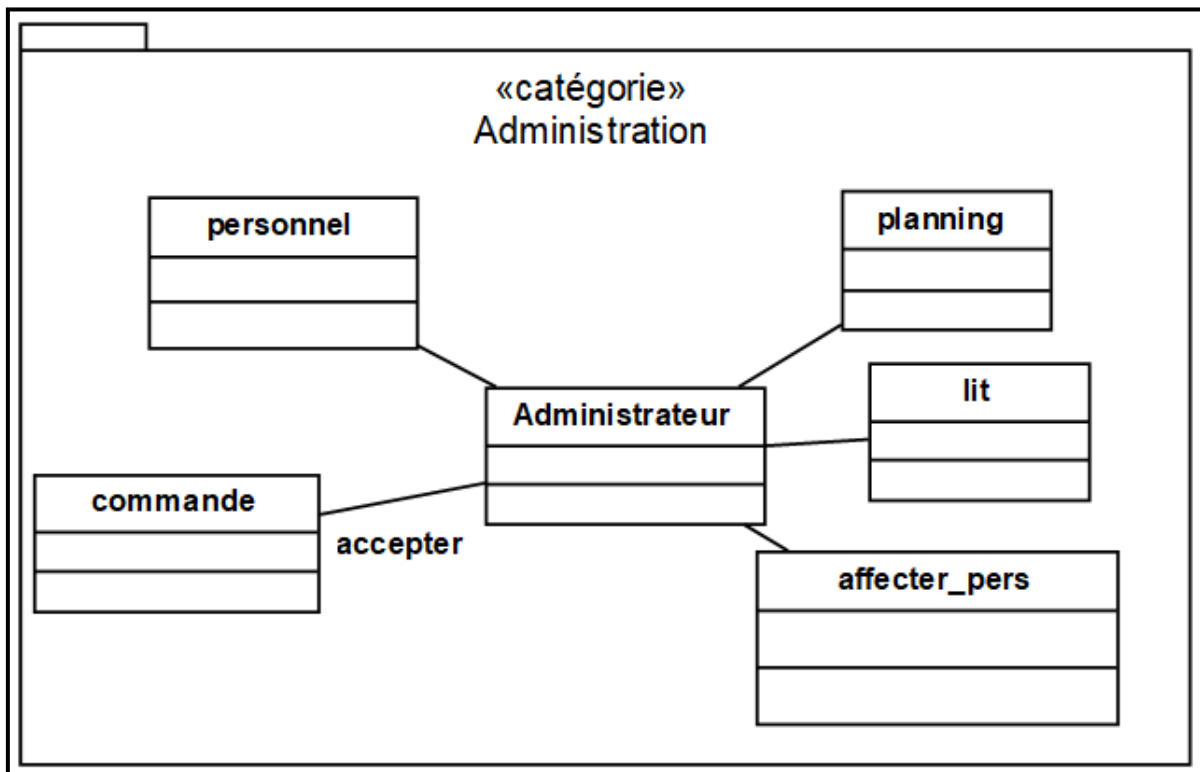 «catégorie»
Administration
personnel
planning
lit
Administrateur
commande
accepter
affecter_pers